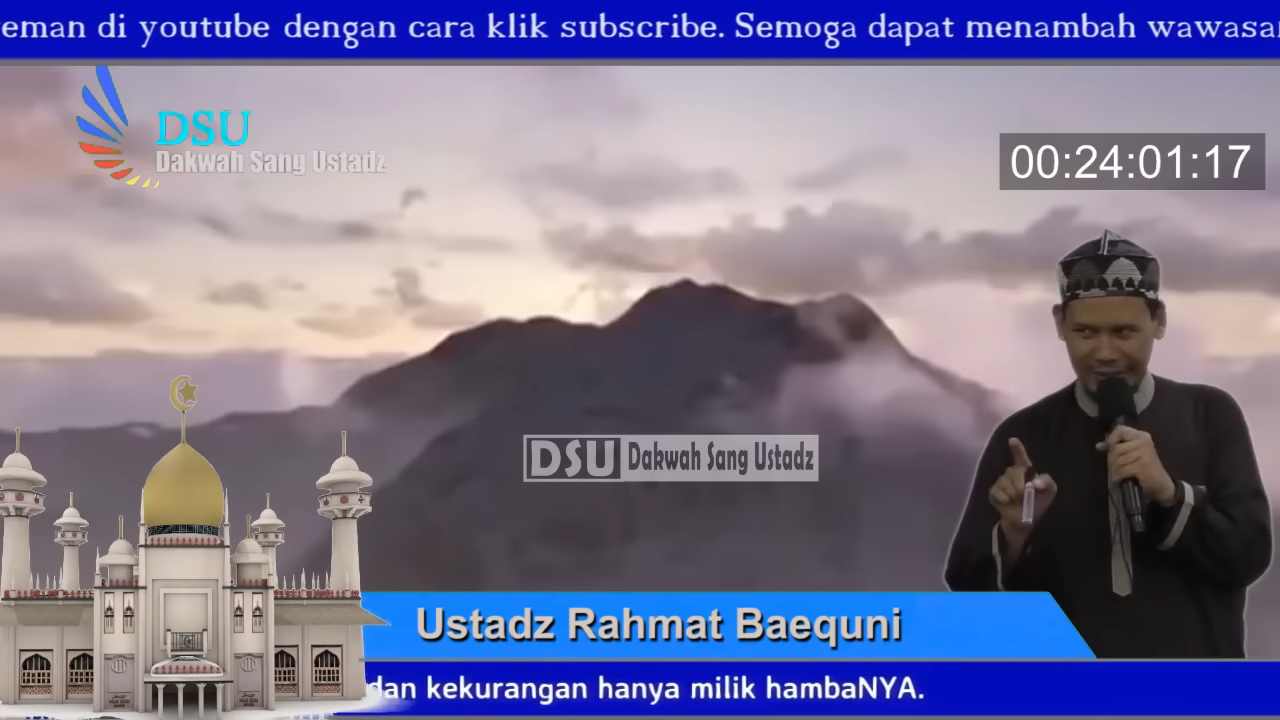 eman di youtube dengan cara klik subscribe. Semoga dapat menambah wawasa
DSU
Dakwah Sang Ustadz
00:24:01:17
DSU Dakwah Sang Ustadz
Ustadz Rahmat Baequni
dan kekurangan hanya milik hambaNYA.